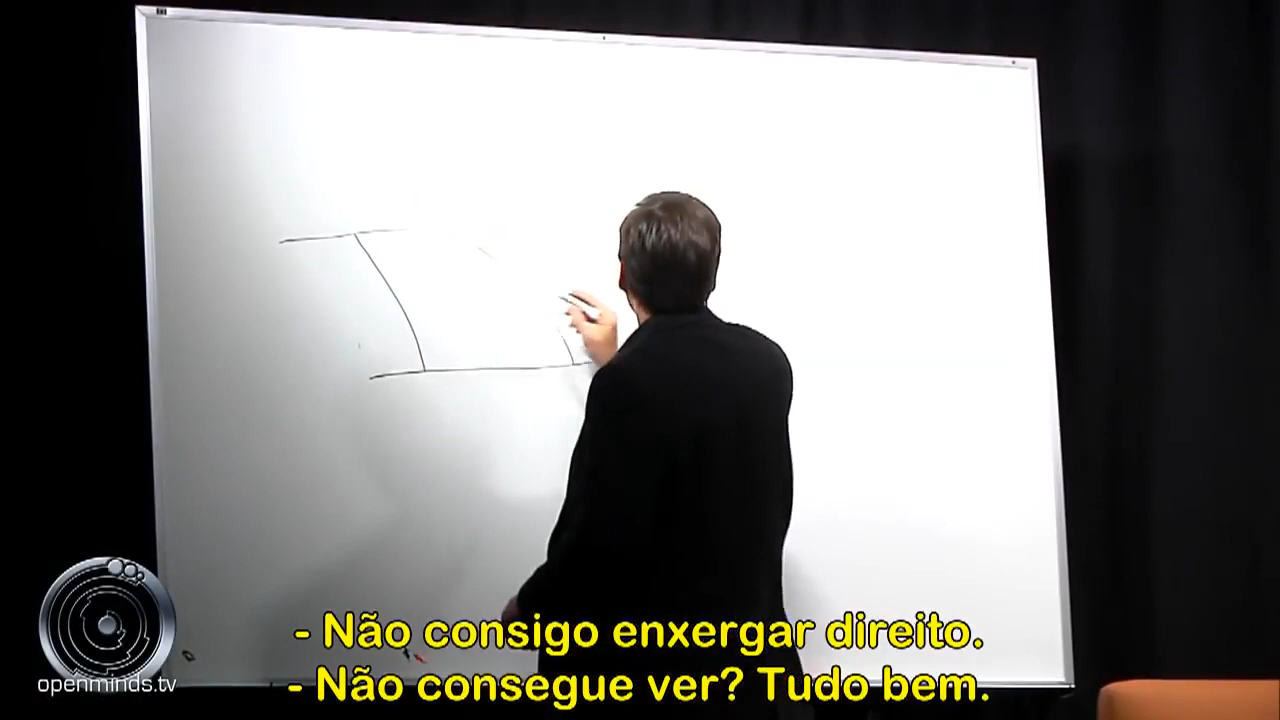 openminds.tv
- Não consigo enxergar direito.
- Não consegue ver? Tudo bem.